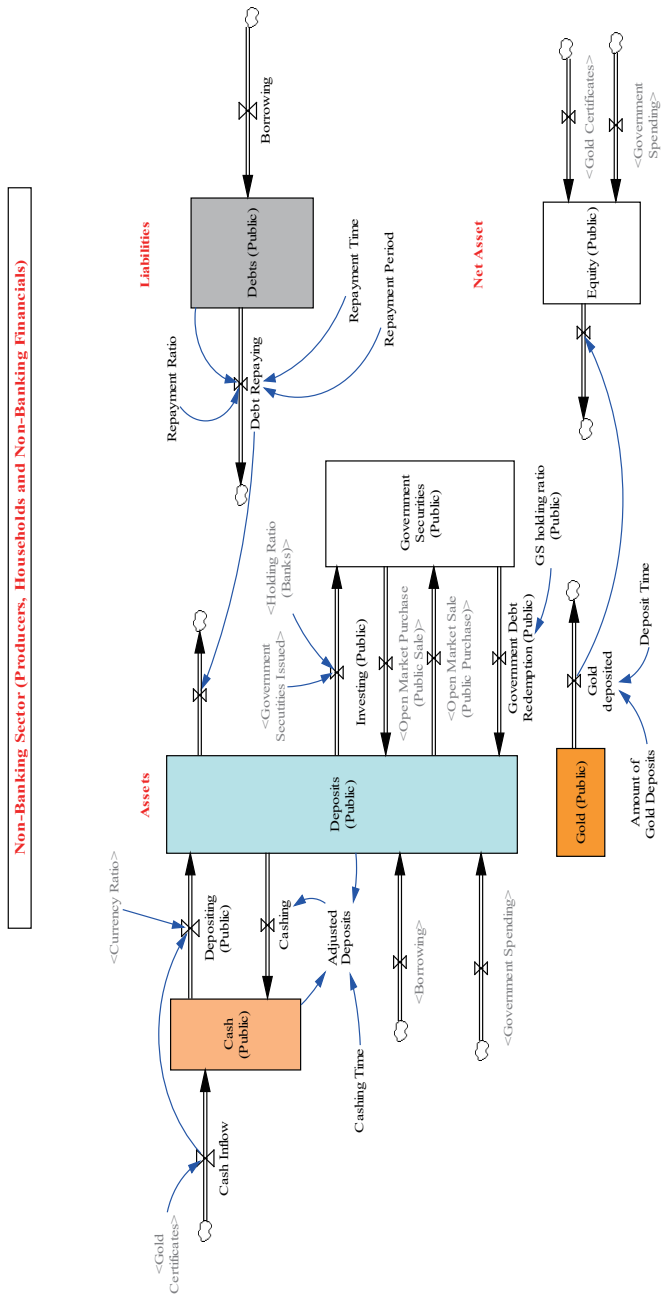 Non-Banking Sector (Producers, Households and Non-Banking Financials)
Assets
Liabilities
<Gold
Certificates>
Cash Inflow
Cash
(Public)
<Currency Ratio>
Depositing
(Public)
Cashing
Adjusted
Deposits
Cashing Time
<Borrowing>
<Government Spending>
Deposits
(Public)
<Government
Secutities Issued>
<Holding Ratio
(Banks)>
Investing (Public)
<Open Market Purchase
(Public Sale)>
<Open Market Sale
(Public Purchase)>
Government Debt
Redemption (Public)
GS holding ratio
(Public)
Government
Securities
(Public)
Repayment Ratio
Debt Repaying
Repayment Time
Repayment Period
Debts (Public)
Borrowing
Gold (Public)
Gold
deposited
Amount of
Gold Deposits
Deposit Time
Net Asset
Equity (Public)
<Gold Certificates>
<Government
Spending>